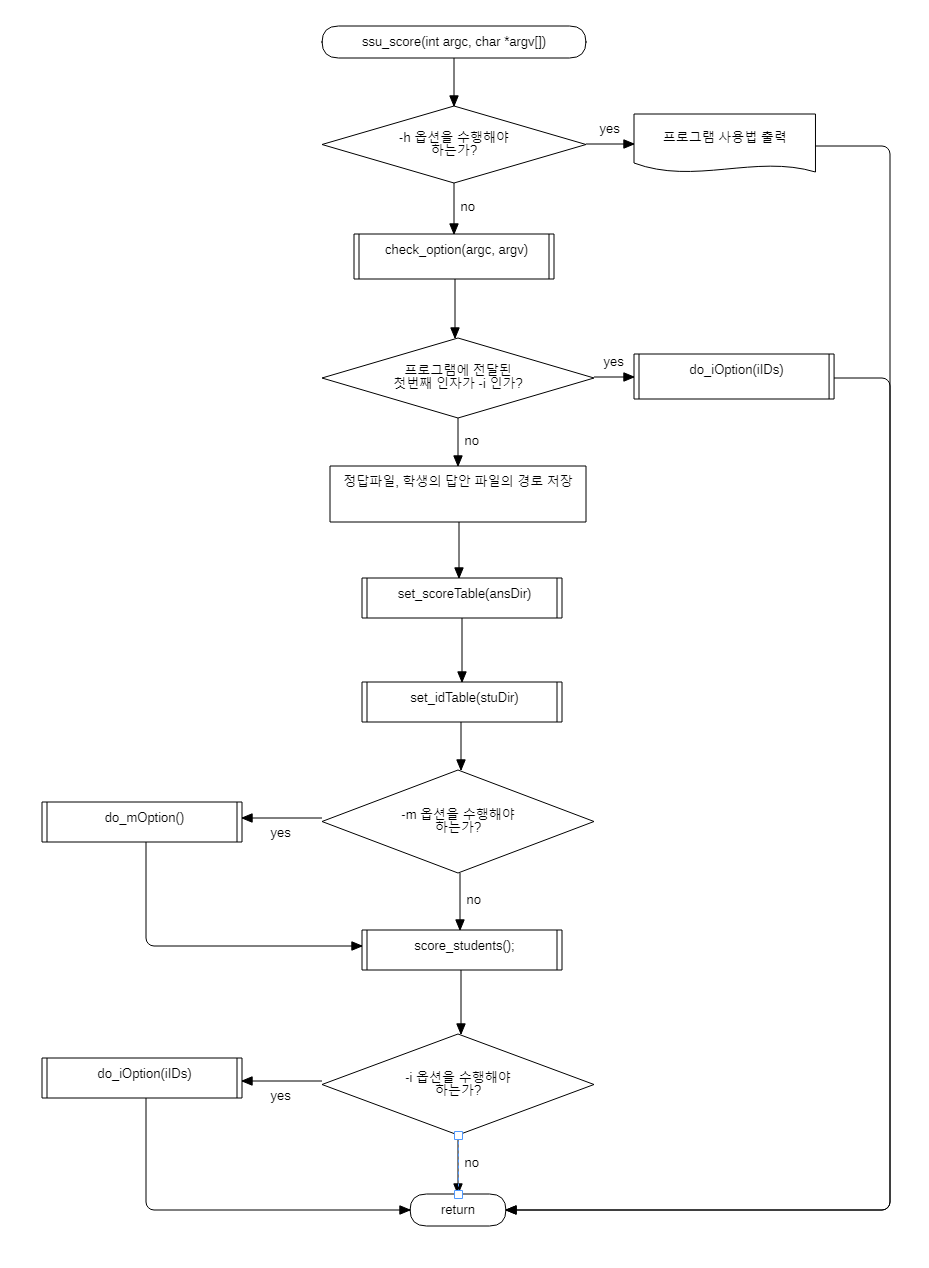 ssu_score(int argc, char *argv[])
-h 옵션을 수행해야
하는가?
yes
프로그램 사용법 출력
no
check_option(argc, argv)
프로그램에 전달된
첫번째 인자가 -i 인가?
yes
do_iOption(iIDs)
no
정답파일, 학생의 답안 파일의 경로 저장
set_scoreTable(ansDir)
set_idTable(stuDir)
-m 옵션을 수행해야
하는가?
yes
do_mOption()
no
score_students();
-i 옵션을 수행해야
하는가?
yes
do_iOption(iIDs)
no
return